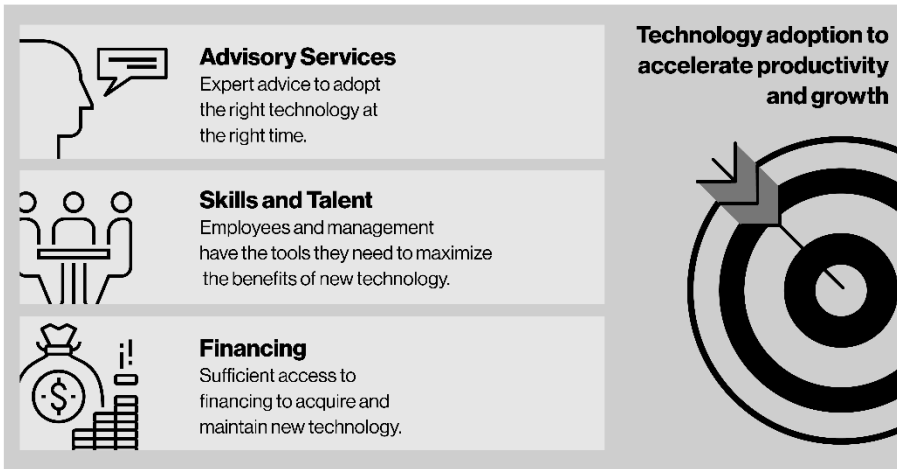 Advisory Services
Expert advice to adopt
the right technology at
the right time.
Skills and Talent
Employees and management
have the tools they need to maximize
the benefits of new technology.
Financing
Sufficient access to
financing to acquire and
maintain new technology.
Technology adoption to
accelerate productivity
and growth